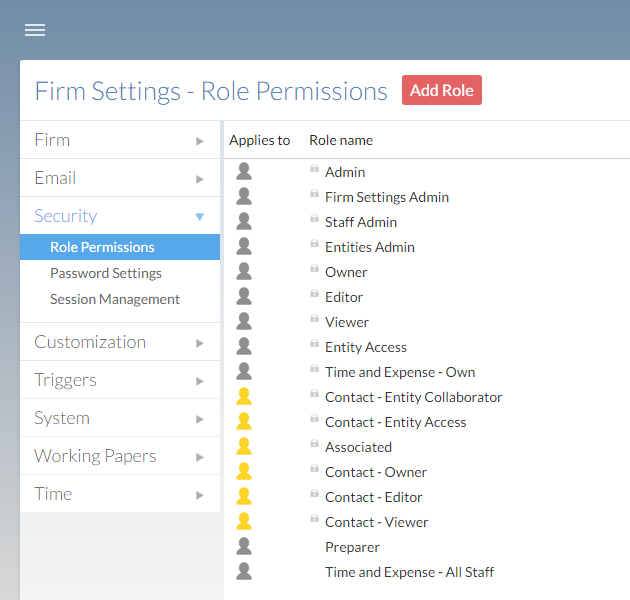 Firm Settings - Role Permissions
Add Role
Firm
Email
Security
Role Permissions
Password Settings
Session Management
Customization
Triggers
System
Working Papers
Time
Applies to Role name
Admin
Firm Settings Admin
Staff Admin
Entities Admin
Owner
Editor
Viewer
Entity Access
Time and Expense - Own
Contact - Entity Collaborator
Contact - Entity Access
Associated
Contact - Owner
Contact - Editor
Contact - Viewer
Preparer
Time and Expense - All Staff